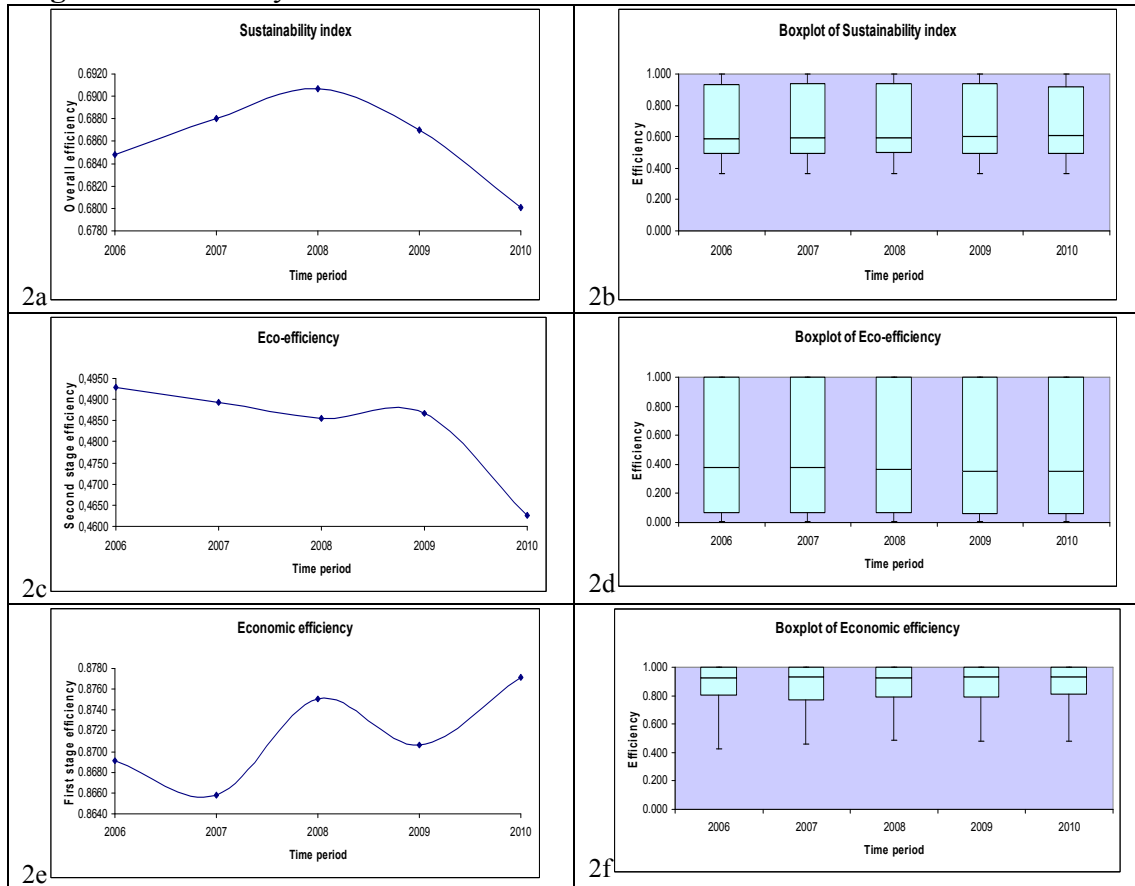 Sustainability index
Overall efficiency
0.6920
0.6900
0.6880
0.6860
0.6840
0.6820
0.6800
0.6780
2006 2007 2008 2009 2010
Time period
2a
Boxplot of Sustainability index
Efficiency
1.000
0.800
0.600
0.400
0.200
0.000
2006 2007 2008 2009 2010
Time period
2b
Eco-efficiency
Second stage efficiency
0,4950
0,4900
0,4850
0,4800
0,4750
0,4700
0,4650
0,4600
2006 2007 2008 2009 2010
Time period
2c
Boxplot of Eco-efficiency
Efficiency
1.000
0.800
0.600
0.400
0.200
0.000
2006 2007 2008 2009 2010
Time period
2d
Economic efficiency
First stage efficiency
0.8780
0.8760
0.8740
0.8720
0.8700
0.8680
0.8660
0.8640
2006 2007 2008 2009 2010
Time period
2e
Boxplot of Economic efficiency
Efficiency
1.000
0.800
0.600
0.400
0.200
0.000
2006 2007 2008 2009 2010
Time period
2f